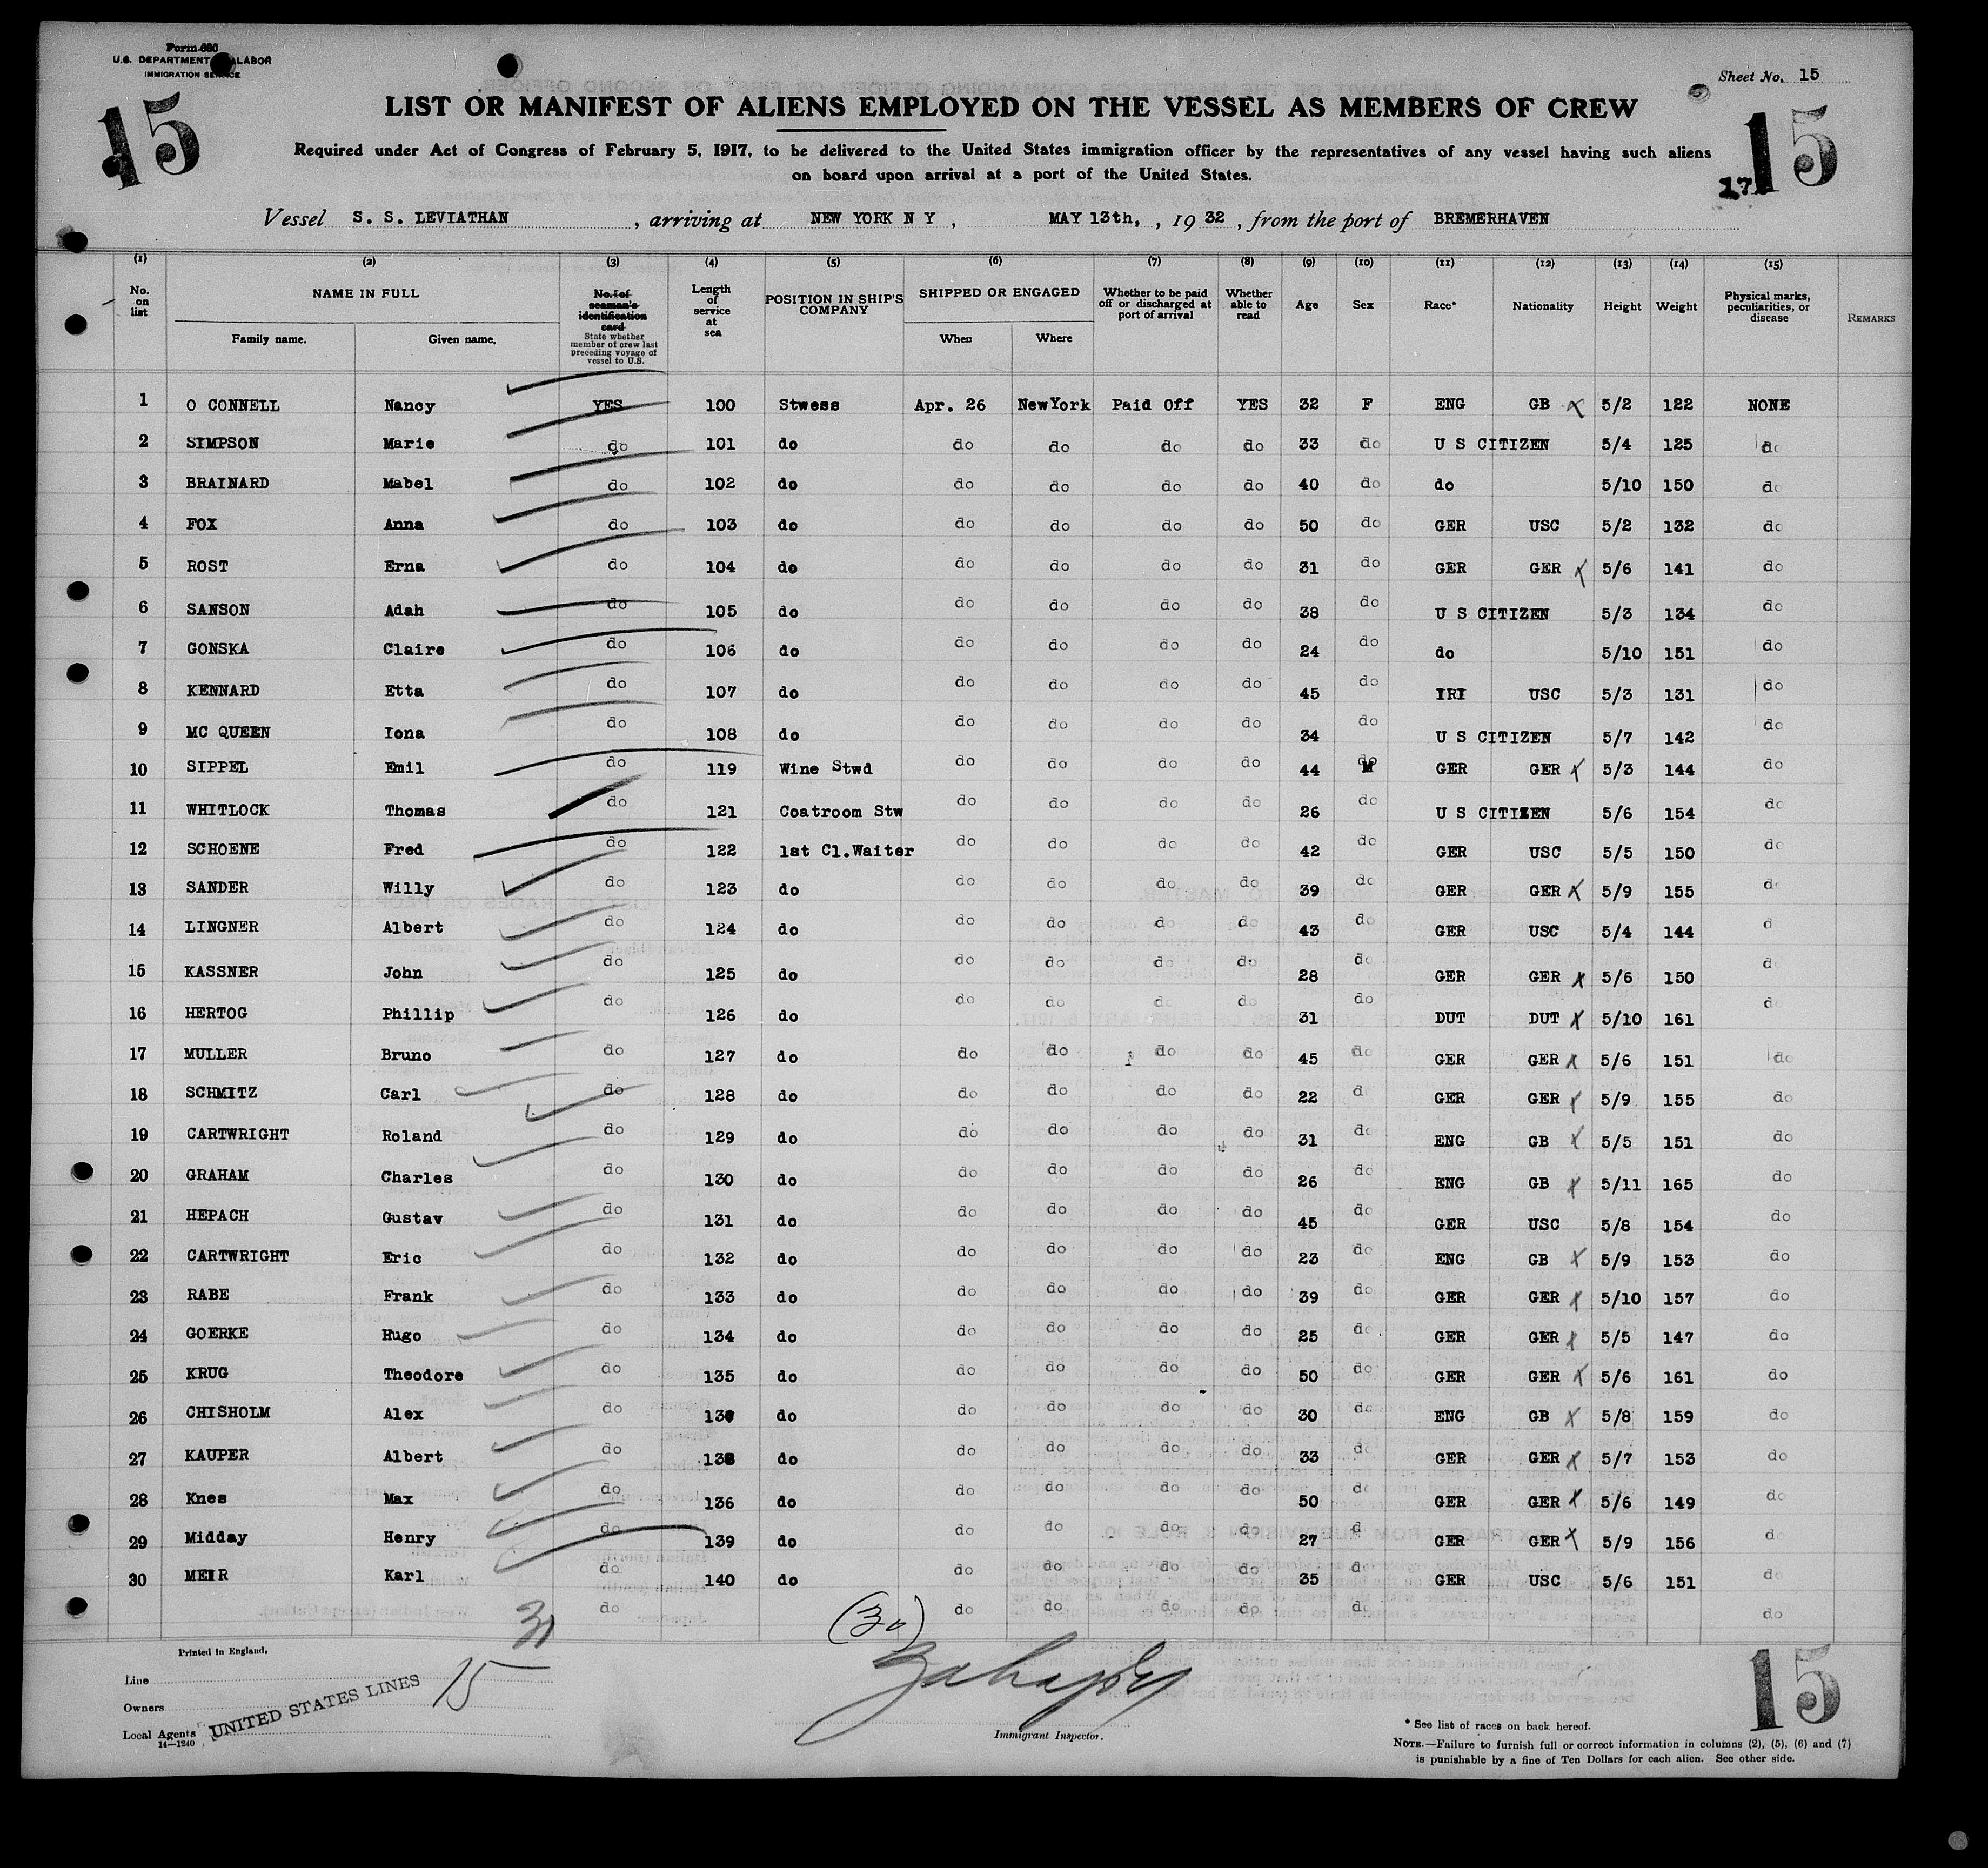 Form 680
U.S. DEPARTMENT LABOR
IMMIGRATION SERVICE
Sheet No. 15
15
15
LIST OR MANIFEST OF ALIENS EMPLOYED ON THE VESSEL AS MEMBERS OF CREW
Required under Act of Congress of February 5, 1917, to be delivered to the United States immigration officer by the representatives of any vessel having such aliens
on board upon arrival at a port of the United States.
17
Vessel S. S. LEVIATHAN , arriving at NEW YORK N Y , MAY 13th, , 19 32 , from the port of BREMERHAVEN
(1) (2) (3) (4) (5) (6) (7) (8) (9) (10) (11) (12) (13) (14) (15)
No. on list NAME IN FULL Family name. Given name. No. of seaman's identification card State whether member of crew last preceding voyage of vessel to U.S. Length of service at sea POSITION IN SHIP'S COMPANY SHIPPED OR ENGAGED When Where Whether to be paid off or discharged at port of arrival Whether able to read Age Sex Race* Nationality Height Weight Physical marks, peculiarities, or disease REMARKS
1 O CONNELL Nancy YES 100 Stwess Apr. 26 NewYork Paid Off YES 32 F ENG GB x 5/2 122 NONE
2 SIMPSON Marie do 101 do do do do do 33 do U S CITIZEN 5/4 125 do
3 BRAINARD Mabel do 102 do do do do do 40 do do 5/10 150 do
4 FOX Anna do 103 do do do do do 50 do GER USC 5/2 132 do
5 ROST Erna do 104 do do do do do 31 do GER GER x 5/6 141 do
6 SANSON Adah do 105 do do do do do 38 do U S CITIZEN 5/3 134 do
7 GONSKA Claire do 106 do do do do do 24 do do 5/10 151 do
8 KENNARD Etta do 107 do do do do do 45 do IRI USC 5/3 131 do
9 MC QUEEN Iona do 108 do do do do do 34 do U S CITIZEN 5/7 142 do
10 SIPPEL Emil do 119 Wine Stwd do do do do 44 M GER GER x 5/3 144 do
11 WHITLOCK Thomas do 121 Coatroom Stw do do do do 26 do U S CITIZEN 5/6 154 do
12 SCHOENE Fred do 122 1st Cl.Waiter do do do do 42 do GER USC 5/5 150 do
13 SANDER Willy do 123 do do do do do 39 do GER GER x 5/9 155 do
14 LINGNER Albert do 124 do do do do do 43 do GER USC 5/4 144 d
15 KASSNER John do 125 do do do do do 28 do GER GER x 5/6 150 d
16 HERTOG Phillip do 126 do do do do do 31 do DUT DUT x 5/10 161 do
17 MULLER Bruno do 127 do do do do do 45 do GER GER x 5/6 151 do
18 SCHMITZ Carl do 128 do do do do do 22 d GER GER x 5/9 155 do
19 CARTWRIGHT Roland do 129 do do do do do 31 do ENG GB x 5/5 151 do
20 GRAHAM Charles do 130 do do do do do 26 do ENG GB x 5/11 165 do
21 HEPACH Gustav do 131 do do do do do 45 do GER USC 5/8 154 do
22 CARTWRIGHT Eric do 132 do do do do do 23 do ENG GB x 5/9 153 do
23 RABE Frank do 133 do do do do do 39 do GER GER x 5/10 157 do
24 GOERKE Hugo do 134 do do do do do 25 do GER GER x 5/5 147 do
25 KRUG Theodore do 135 do do do do do 50 do GER GER x 5/6 161 do
26 CHISHOLM Alex do do do do do do 30 do ENG GB x 5/8 159 do
27 KAUPER Albert do 138 do do do do do 33 do GER GER x 5/7 153 do
28 Knes Max do 136 do do do do do 50 do GER GER x 5/6 149 do
29 Midday Henry do 139 do do do do do 27 d GER GER x 5/9 156 d
30 MEIR Karl do 140 do do do do do 35 do GER USC 5/6 151 do
do do do do do do do
(30)
Printed in England.
Line
Owners
Local Agents UNITED STATES LINES
14—1240
15
Immigrant Inspector.
15
* See list of races on back hereof.
NOTE.—Failure to furnish full or correct information in columns (2), (5), (6) and (7)
is punishable by a fine of Ten Dollars for each alien. See other side.